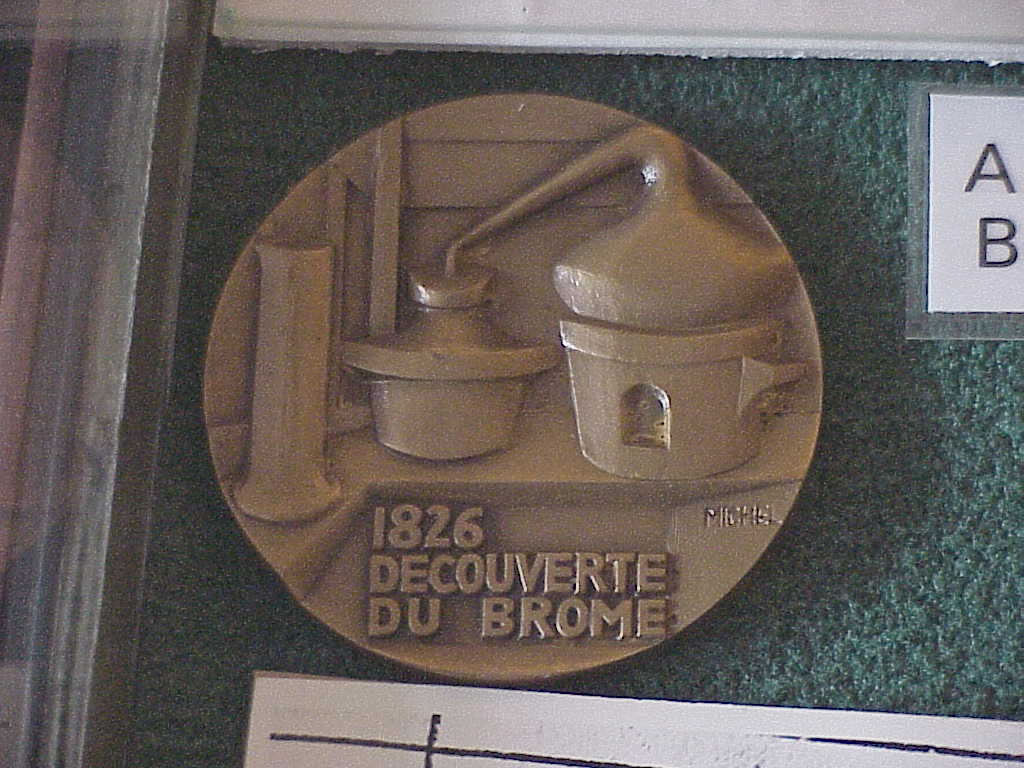 1826
DECOUVERTE
DU BROME
MICHEL
A
B